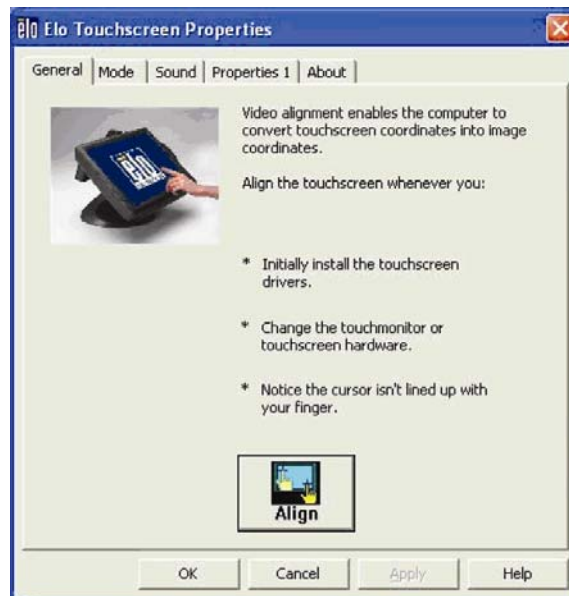 elo Elo Touchscreen Properties
General Mode Sound Properties 1 About
elo
Video alignment enables the computer to
convert touchscreen coordinates into image
coordinates.
Align the touchscreen whenever you:
* Initially install the touchscreen
drivers.
* Change the touchmonitor or
touchscreen hardware.
* Notice the cursor isn't lined up with
your finger.
Align
OK Cancel Apply Help